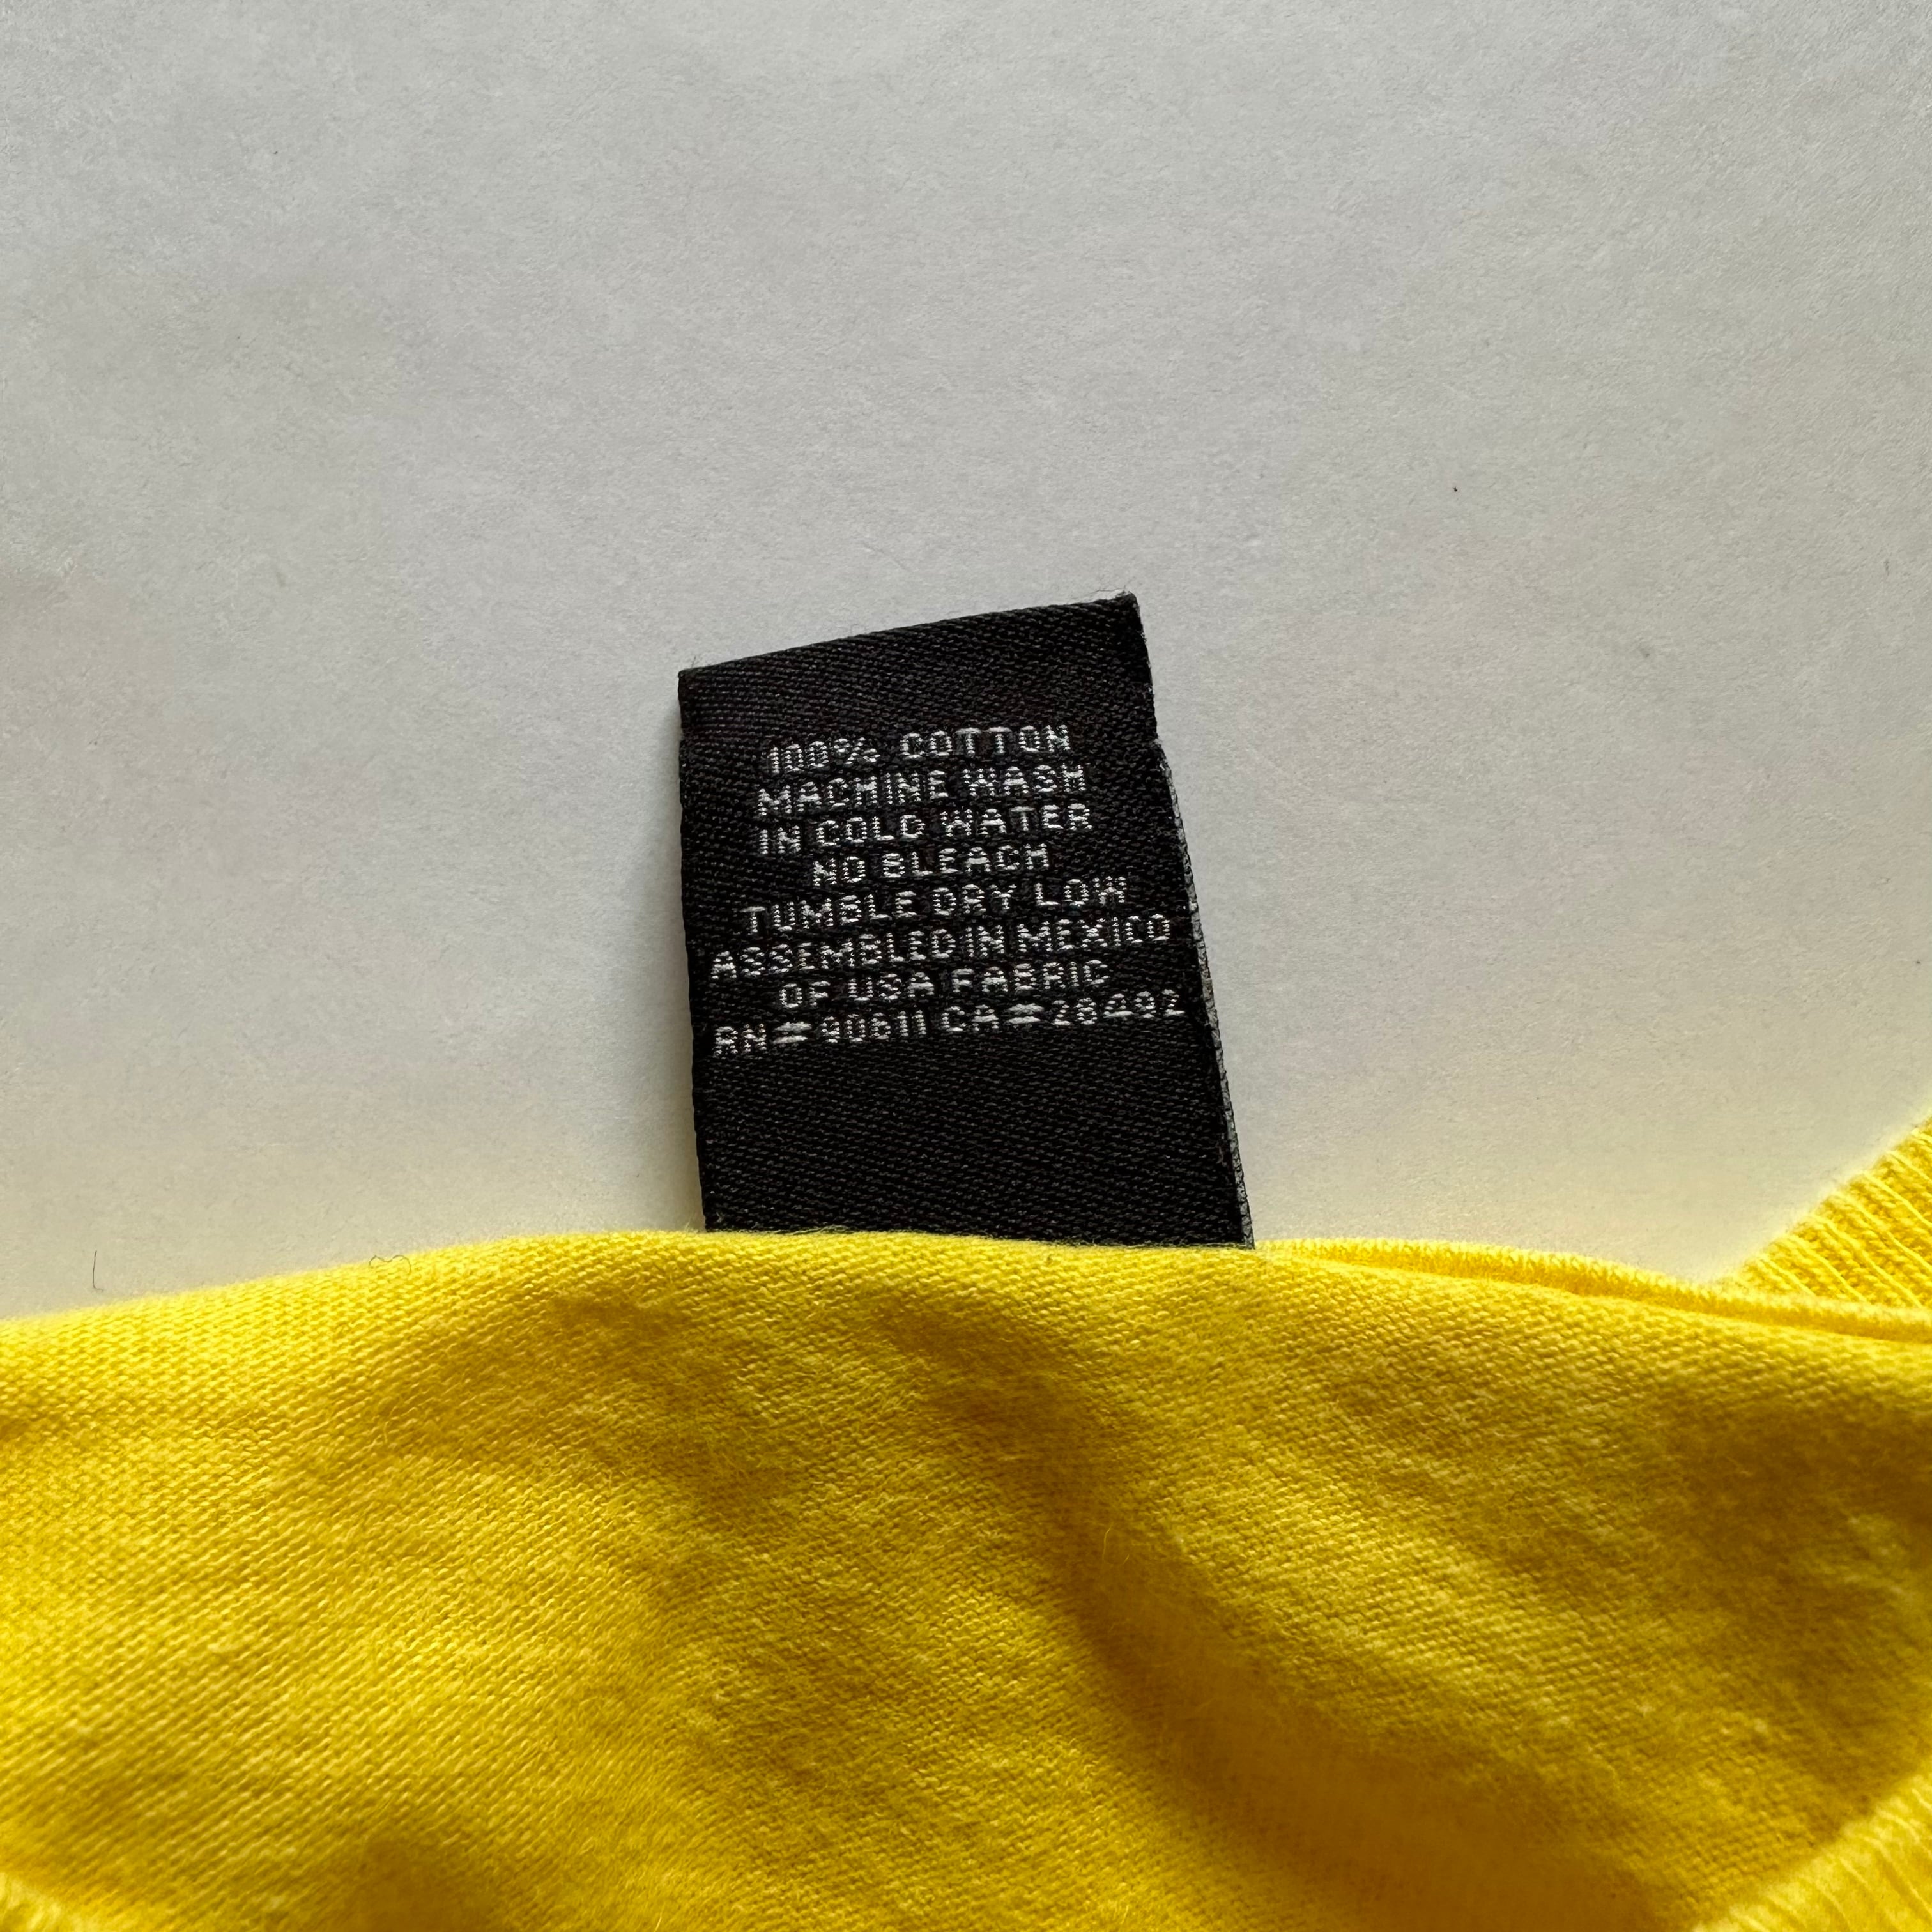 100% COTTON
MACHINE WASH
IN COLD WATER
NO BLEACH
TUMBLE DRY LOW
ASSEMBLED IN MEXICO
OF USA FABRIC
RN=90611 CA=28492